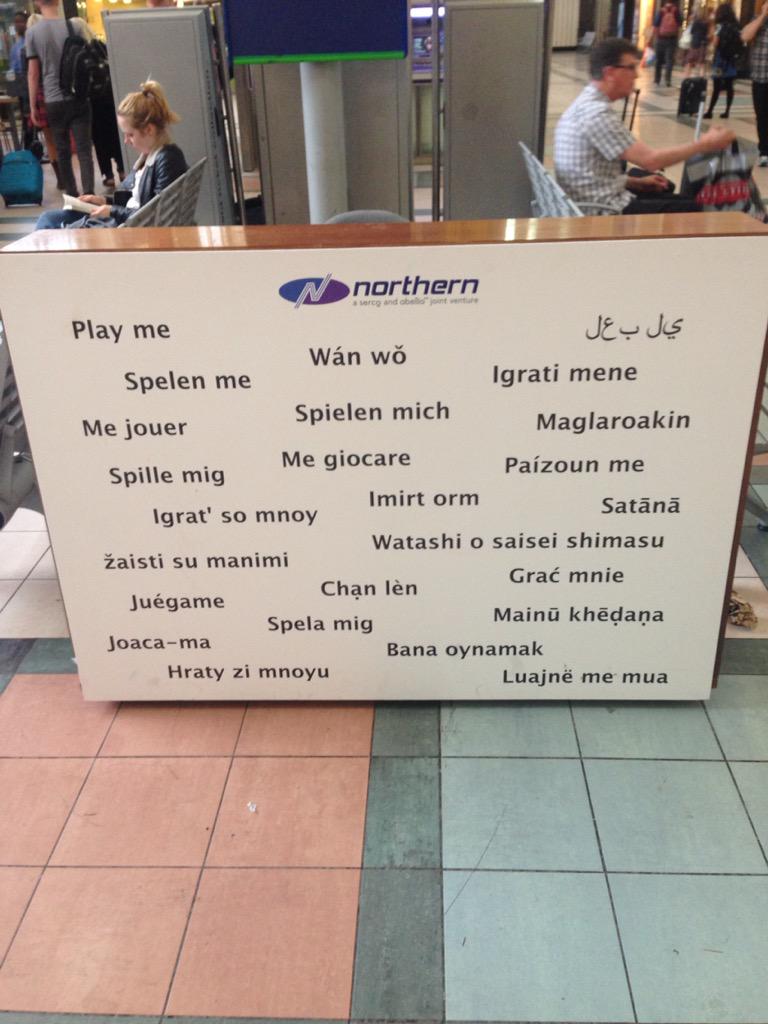 northern
a serco and abellio joint venture
Play me
ي ل ب ع ل
Wán wǒ
Spelen me
Igrati mene
Spielen mich
Me jouer
Maglaroakin
Me giocare
Spille mig
Paízoun me
Imirt orm
Satānā
Igrat' so mnoy
Watashi o saisei shimasu
žaisti su manimi
Grać mnie
Chạn lèn
Juégame
Mainū khēḍaṇa
Spela mig
Joaca-ma
Bana oynamak
Hraty zi mnoyu
Luajnë me mua